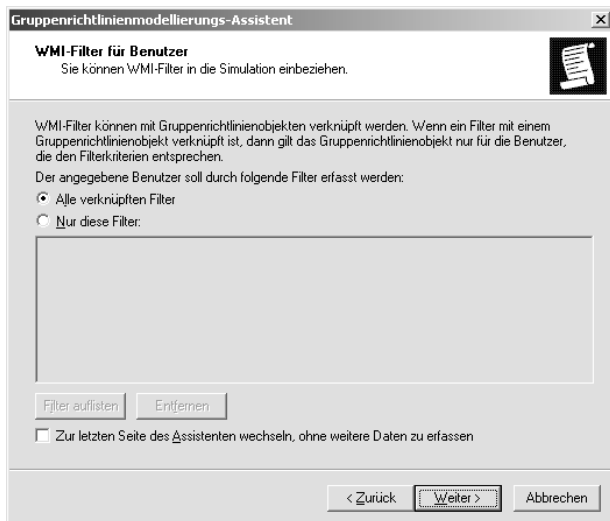 Gruppenrichtlinienmodellierungs-Assistent
WMI-Filter für Benutzer
Sie können WMI-Filter in die Simulation einbeziehen.
WMI-Filter können mit Gruppenrichtlinienobjekten verknüpft werden. Wenn ein Filter mit einem
Gruppenrichtlinienobjekt verknüpft ist, dann gilt das Gruppenrichtlinienobjekt nur für die Benutzer,
die den Filterkriterien entsprechen.
Der angegebene Benutzer soll durch folgende Filter erfasst werden:
Alle verknüpften Filter
Nur diese Filter:
Filter auflisten Entfernen
Zur letzten Seite des Assistenten wechseln, ohne weitere Daten zu erfassen
< Zurück Weiter > Abbrechen